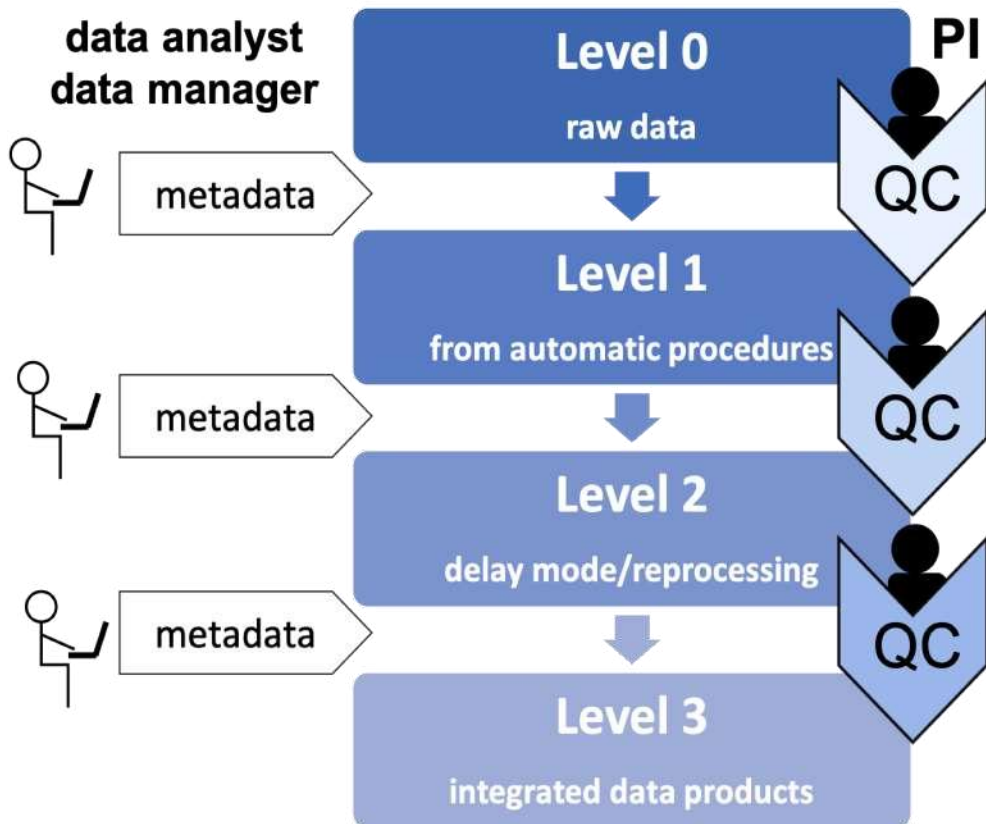 data analyst
data manager
Level 0
raw data
PI
QC
metadata
Level 1
from automatic procedures
QC
metadata
Level 2
delay mode/reprocessing
QC
metadata
Level 3
integrated data products